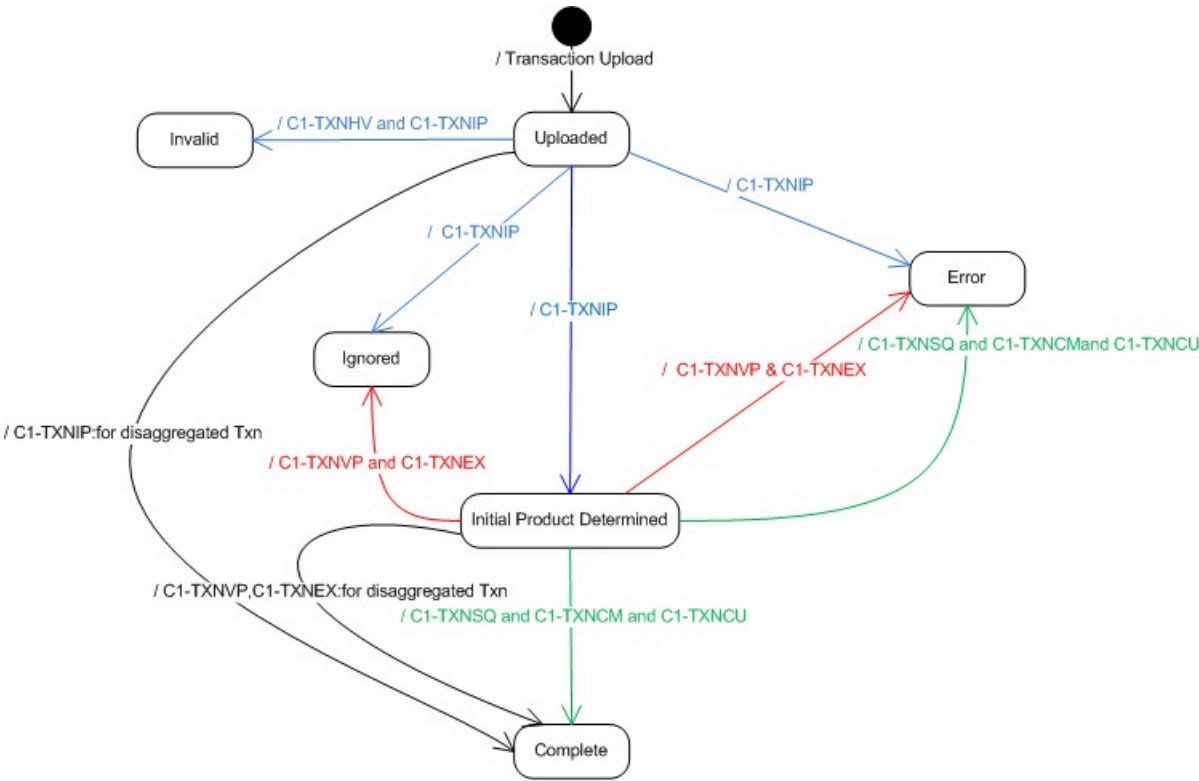 / Transaction Upload
/ C1-TXNHV and C1-TXNIP
Invalid
Uploaded
/ C1-TXNIP
/ C1-TXNIP
Error
/ C1-TXNIP
/ C1-TXNSQ and C1-TXNCMand C1-TXNCU
Ignored
/ C1-TXNVP & C1-TXNEX
/ C1-TXNIP:for disaggregated Txn
/ C1-TXNVP and C1-TXNEX
Initial Product Determined
/ C1-TXNVP,C1-TXNEX:for disaggregated Txn
/ C1-TXNSQ and C1-TXNCM and C1-TXNCU
Complete